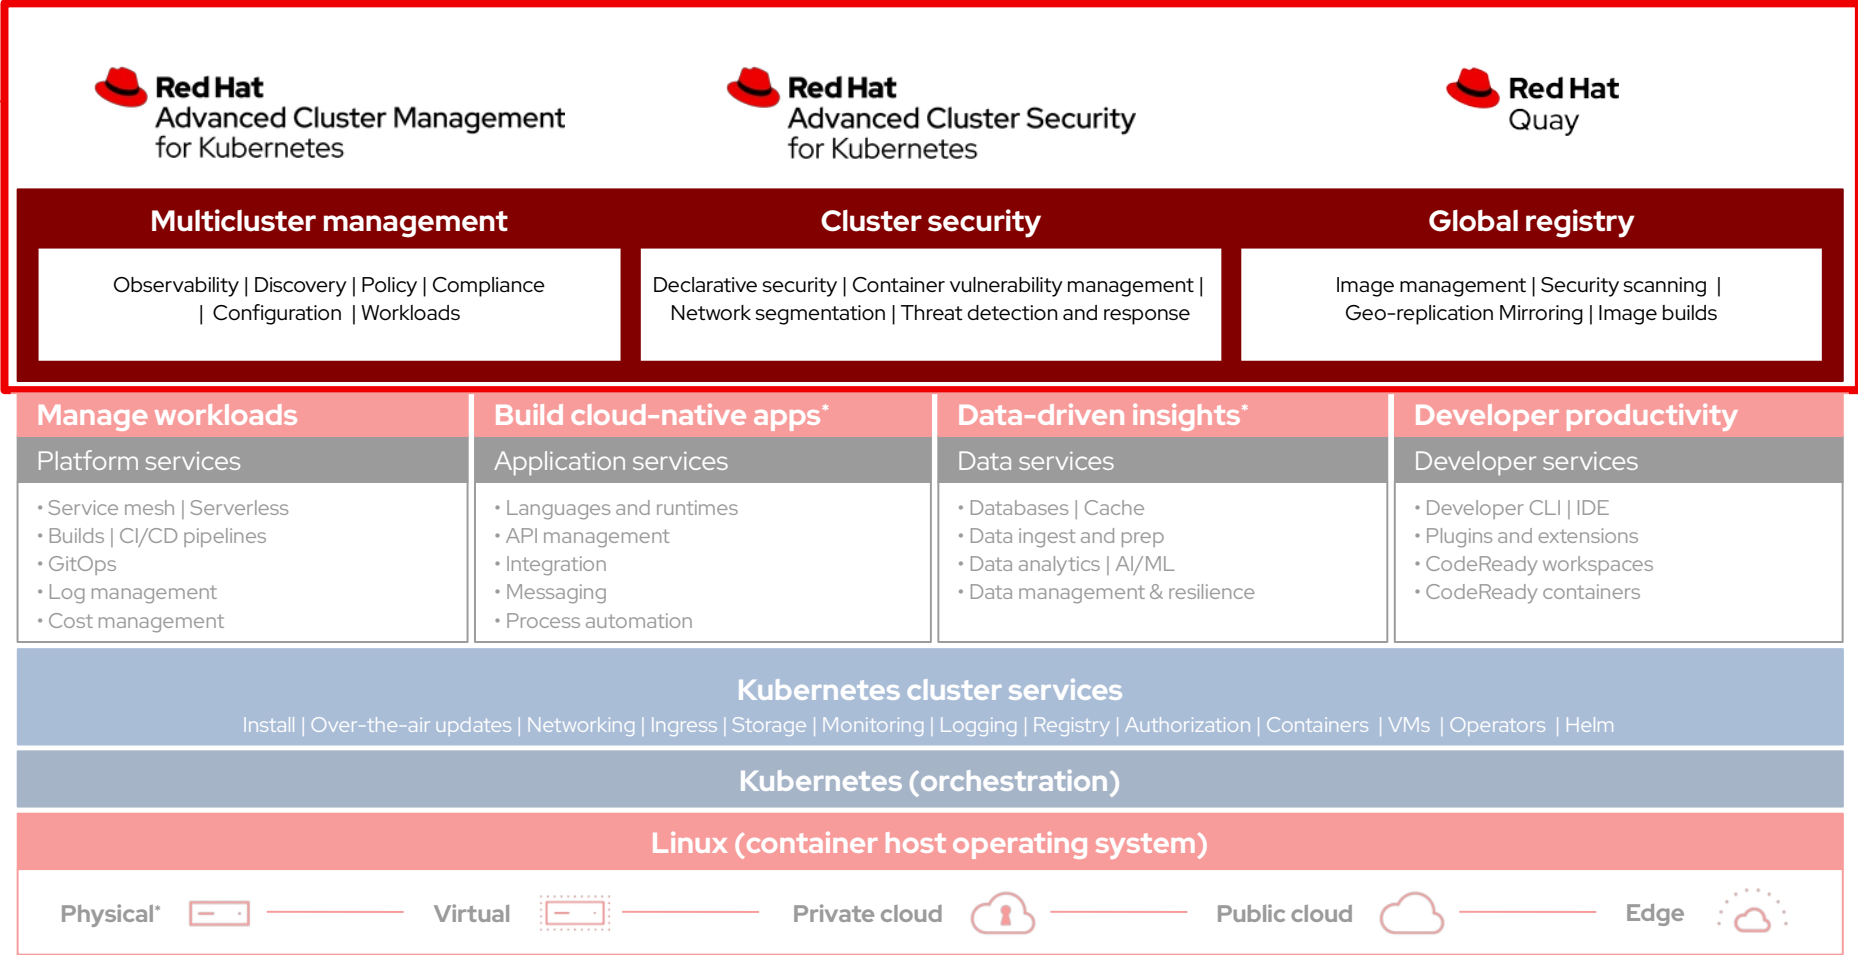 Red Hat
Advanced Cluster Management
for Kubernetes
Red Hat
Advanced Cluster Security
for Kubernetes
Red Hat
Quay
Multicluster management
Observability | Discovery | Policy | Compliance
| Configuration | Workloads
Cluster security
Declarative security | Container vulnerability management |
Network segmentation | Threat detection and response
Global registry
Image management | Security scanning |
Geo-replication Mirroring | Image builds
Manage workloads
Platform services
• Service mesh | Serverless
• Builds | CI/CD pipelines
• GitOps
• Log management
• Cost management
Build cloud-native apps*
Application services
• Languages and runtimes
• API management
• Integration
• Messaging
• Process automation
Data-driven insights*
Data services
• Databases | Cache
• Data ingest and prep
• Data analytics | AI/ML
• Data management & resilience
Developer productivity
Developer services
• Developer CLI | IDE
• Plugins and extensions
• CodeReady workspaces
• CodeReady containers
Kubernetes cluster services
Install | Over-the-air updates | Networking | Ingress | Storage | Monitoring | Logging | Registry | Authorization | Containers | VMs | Operators | Helm
Kubernetes (orchestration)
Linux (container host operating system)
Physical*
Virtual
Private cloud
Public cloud
Edge